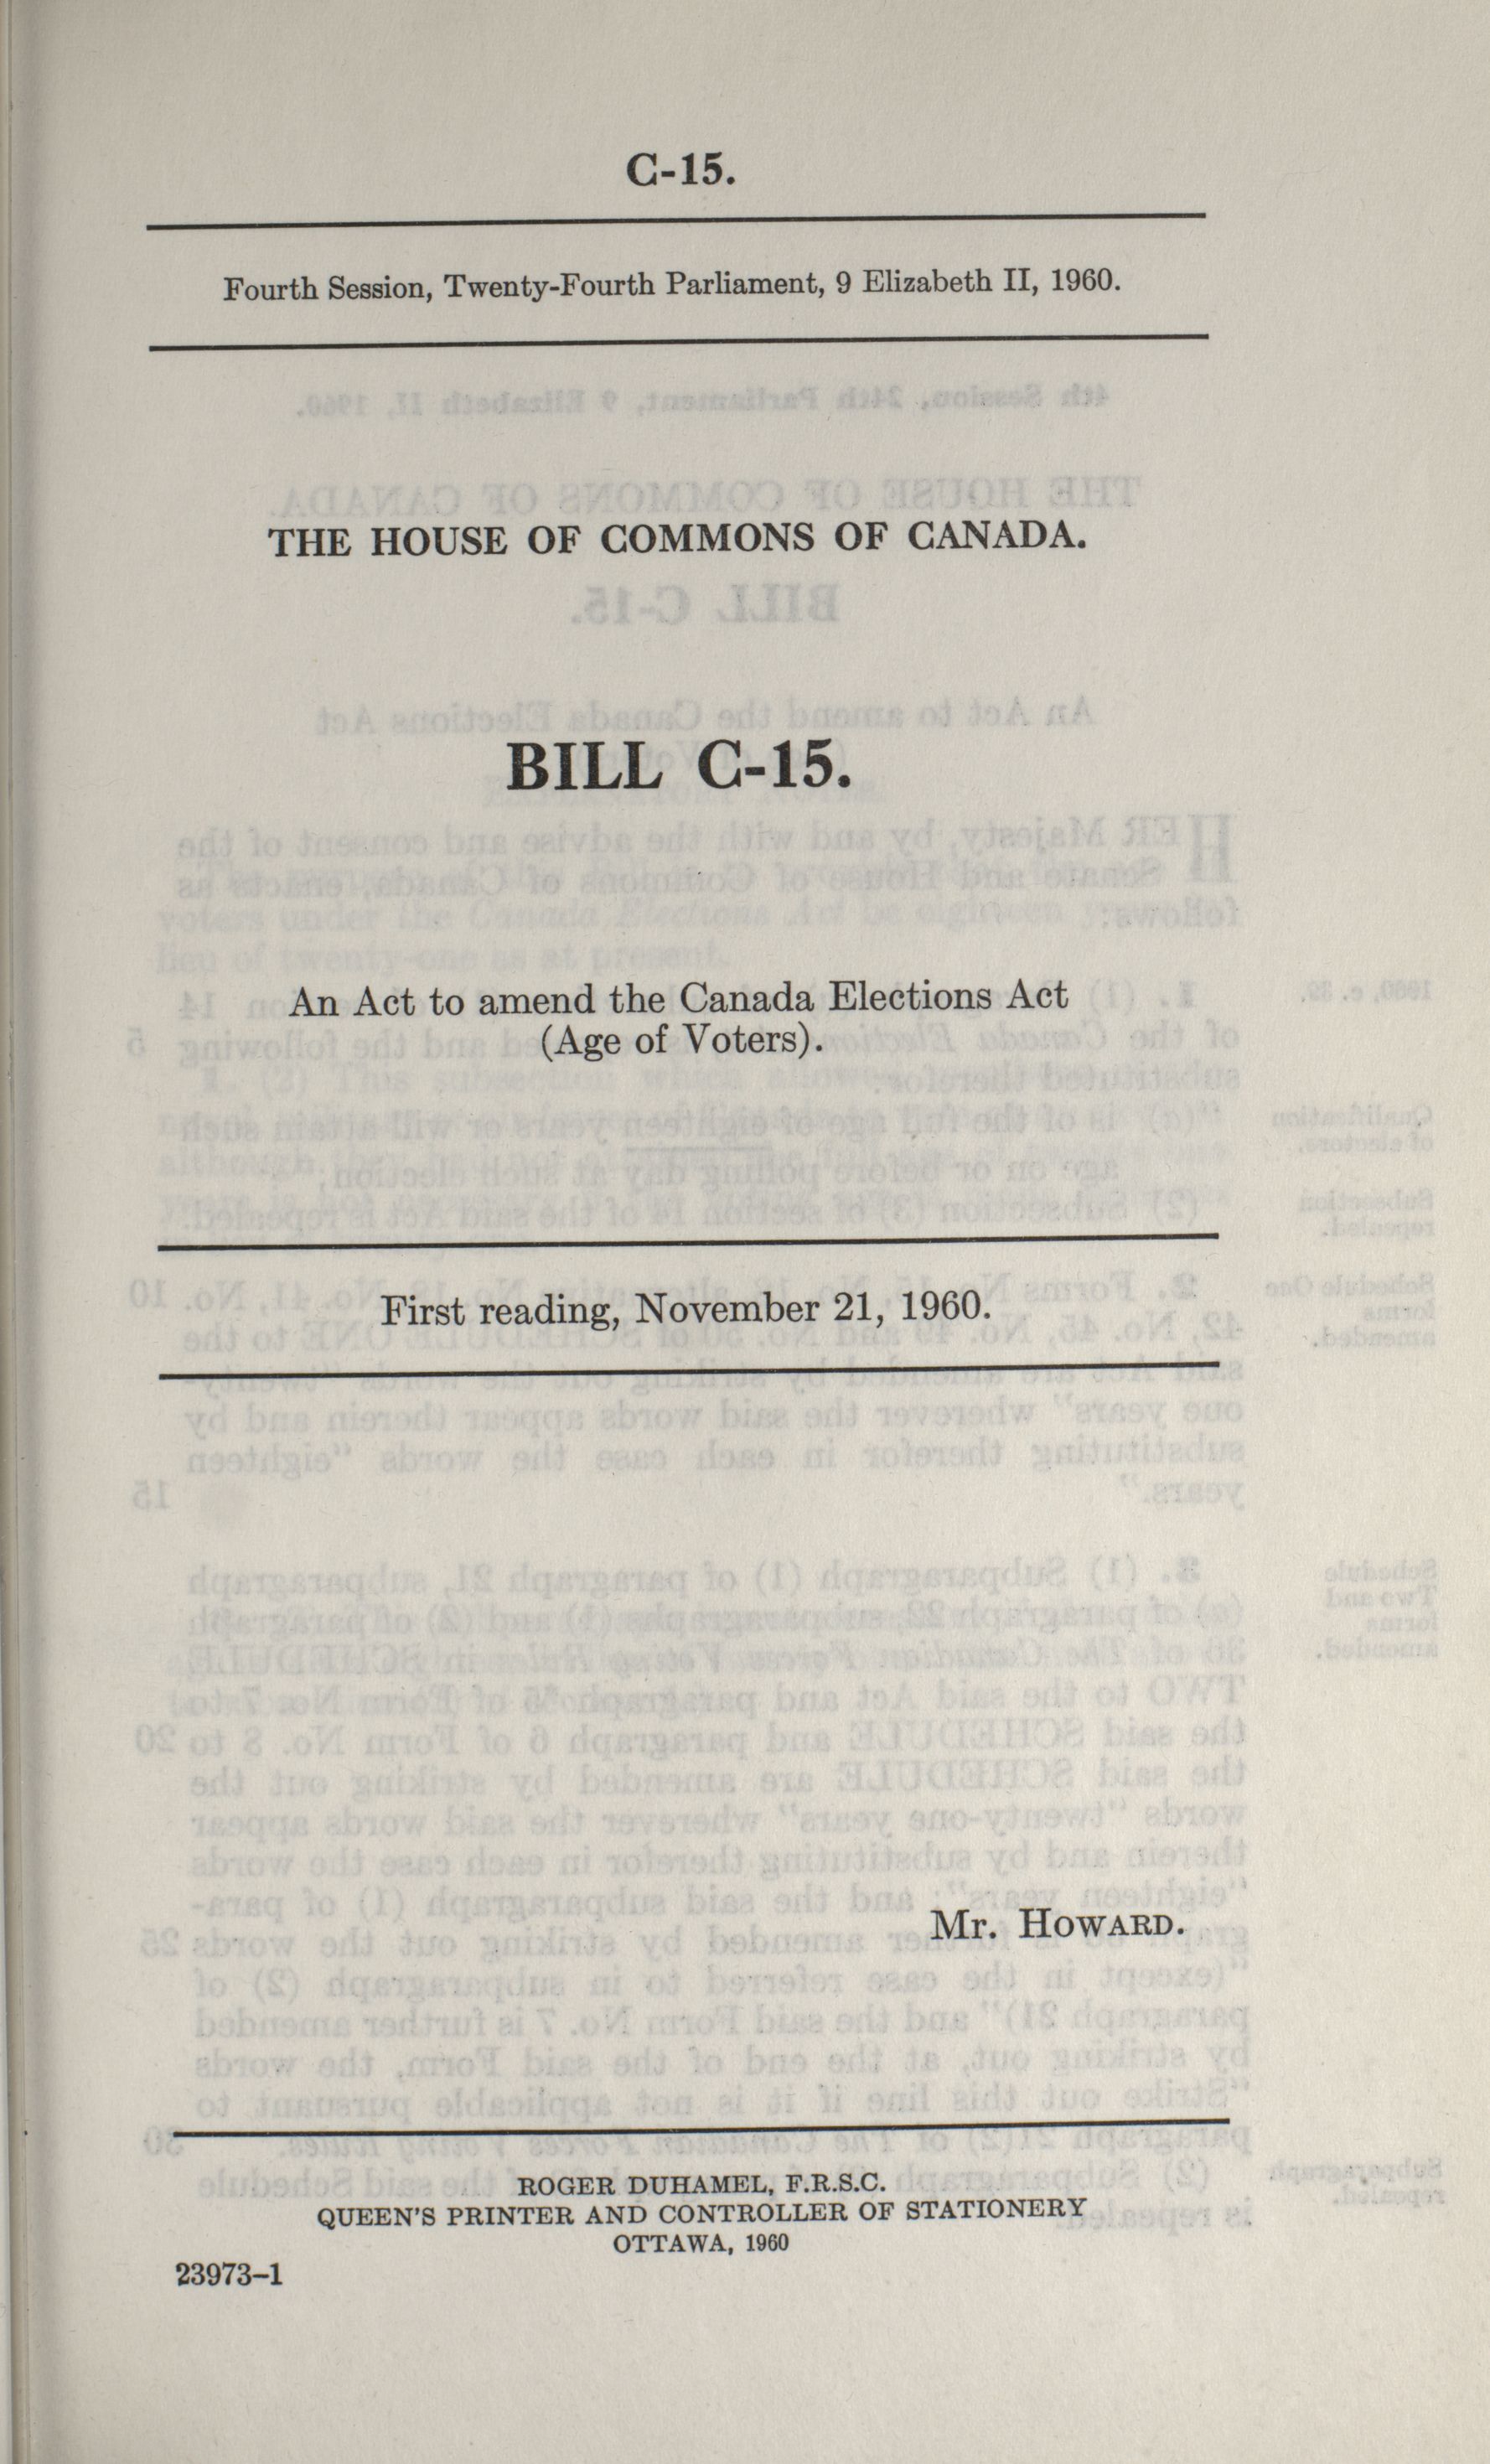 C-15.
Fourth Session, Twenty-Fourth Parliament, 9 Elizabeth II, 1960.
THE HOUSE OF COMMONS OF CANADA.
BILL C-15.
An Act to amend the Canada Elections Act
(Age of Voters).
First reading, November 21, 1960.
Mr. HOWARD.
ROGER DUHAMEL, F.R.S.C.
QUEEN'S PRINTER AND CONTROLLER OF STATIONERY
OTTAWA, 1960
23973–1